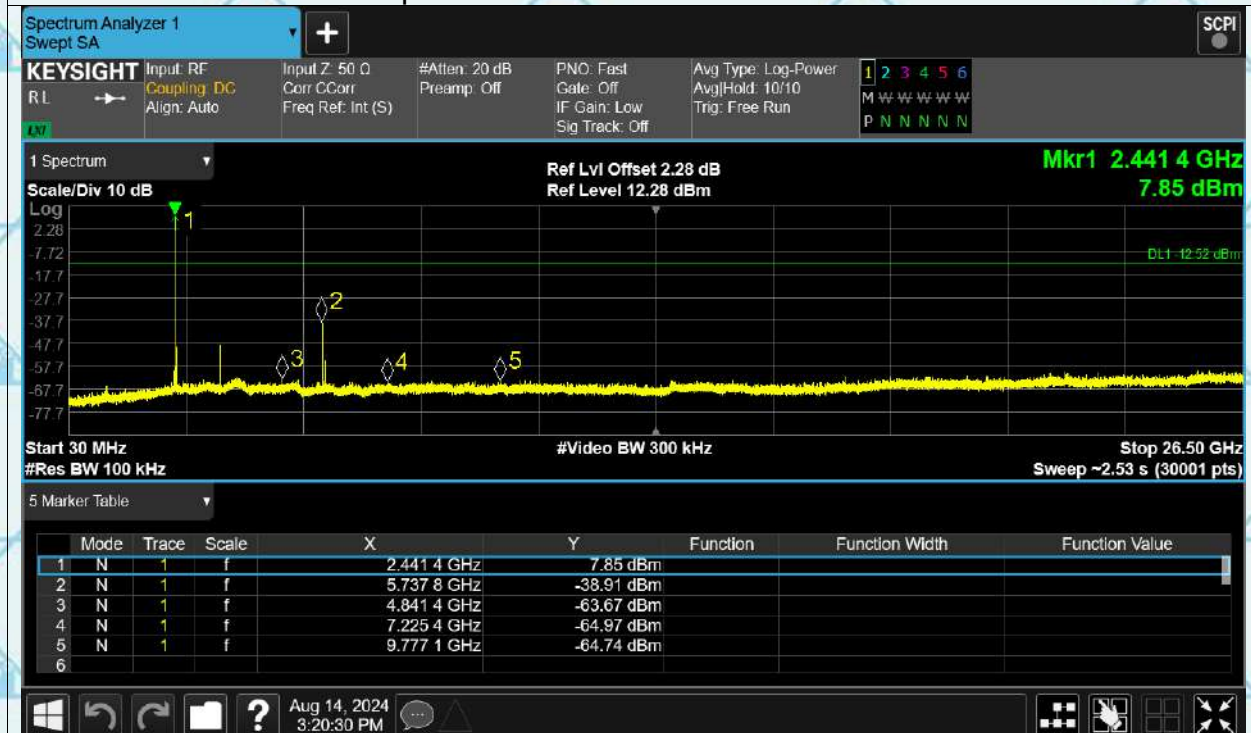 Spectrum Analyzer 1
Swept SA
+
SCPI
KEYSIGHT
RL
LXI
Input: RF
Coupling: DC
Align: Auto
Input Z: 50 Ω
Corr CCorr
Freq Ref: Int (S)
#Atten: 20 dB
Preamp: Off
PNO: Fast
Gate: Off
IF Gain: Low
Sig Track: Off
Avg Type: Log-Power
Avg|Hold: 10/10
Trig: Free Run
1 2 3 4 5 6
M W W W W W
P N N N N N
1 Spectrum
Scale/Div 10 dB
Ref Lvl Offset 2.28 dB
Ref Level 12.28 dBm
Mkr1 2.441 4 GHz
7.85 dBm
Log
2.28
-7.72
-17.7
-27.7
-37.7
-47.7
-57.7
-67.7
-77.7
1
2
3
4
5
DL1 -12.52 dBm
Start 30 MHz
#Res BW 100 kHz
#Video BW 300 kHz
Stop 26.50 GHz
Sweep ~2.53 s (30001 pts)
5 Marker Table
Mode Trace Scale X Y Function Function Width Function Value
1 N 1 f 2.441 4 GHz 7.85 dBm
2 N 1 f 5.737 8 GHz -38.91 dBm
3 N 1 f 4.841 4 GHz -63.67 dBm
4 N 1 f 7.225 4 GHz -64.97 dBm
5 N 1 f 9.777 1 GHz -64.74 dBm
6
?
Aug 14, 2024
3:20:30 PM